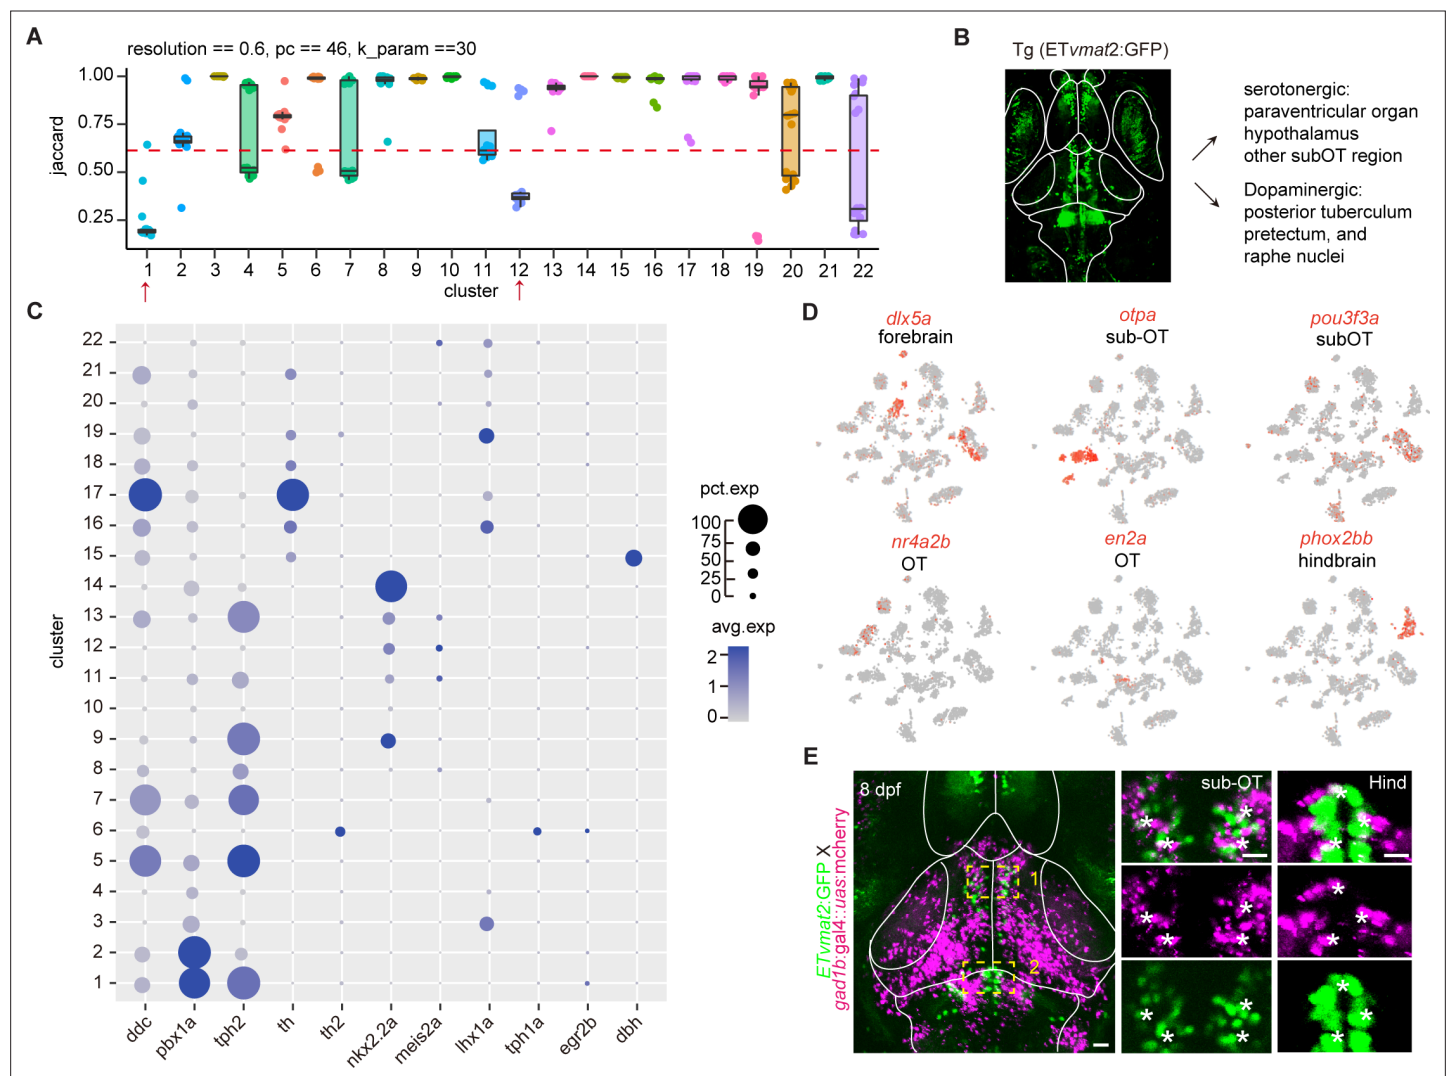 A
resolution == 0.6, pc == 46, k_param ==30
jaccard
1.00
0.75
0.50
0.25
1 2 3 4 5 6 7 8 9 10 11 12 13 14 15 16 17 18 19 20 21 22
cluster
B
Tg (ETvmat2:GFP)
serotonergic:
paraventricular organ
hypothalamus
other subOT region
Dopaminergic:
posterior tuberculum
pretectum, and
raphe nuclei
C
cluster
22
21
20
19
18
17
16
15
14
13
12
11
10
9
8
7
6
5
4
3
2
1
ddc pbx1a tph2 th th2 nkx2.2a meis2a lhx1a tph1a egr2b dbh
pct.exp
100
75
50
25
0
avg.exp
2
1
0
D
dlx5a
forebrain
otpa
sub-OT
pou3f3a
subOT
nr4a2b
OT
en2a
OT
phox2bb
hindbrain
E
ETvmat2:GFP X
gad1b:gal4::uas:mcherry
8 dpf
1
2
sub-OT
* * * * *
Hind
* * *
* * * * *
* * *
* * * * *
* * *